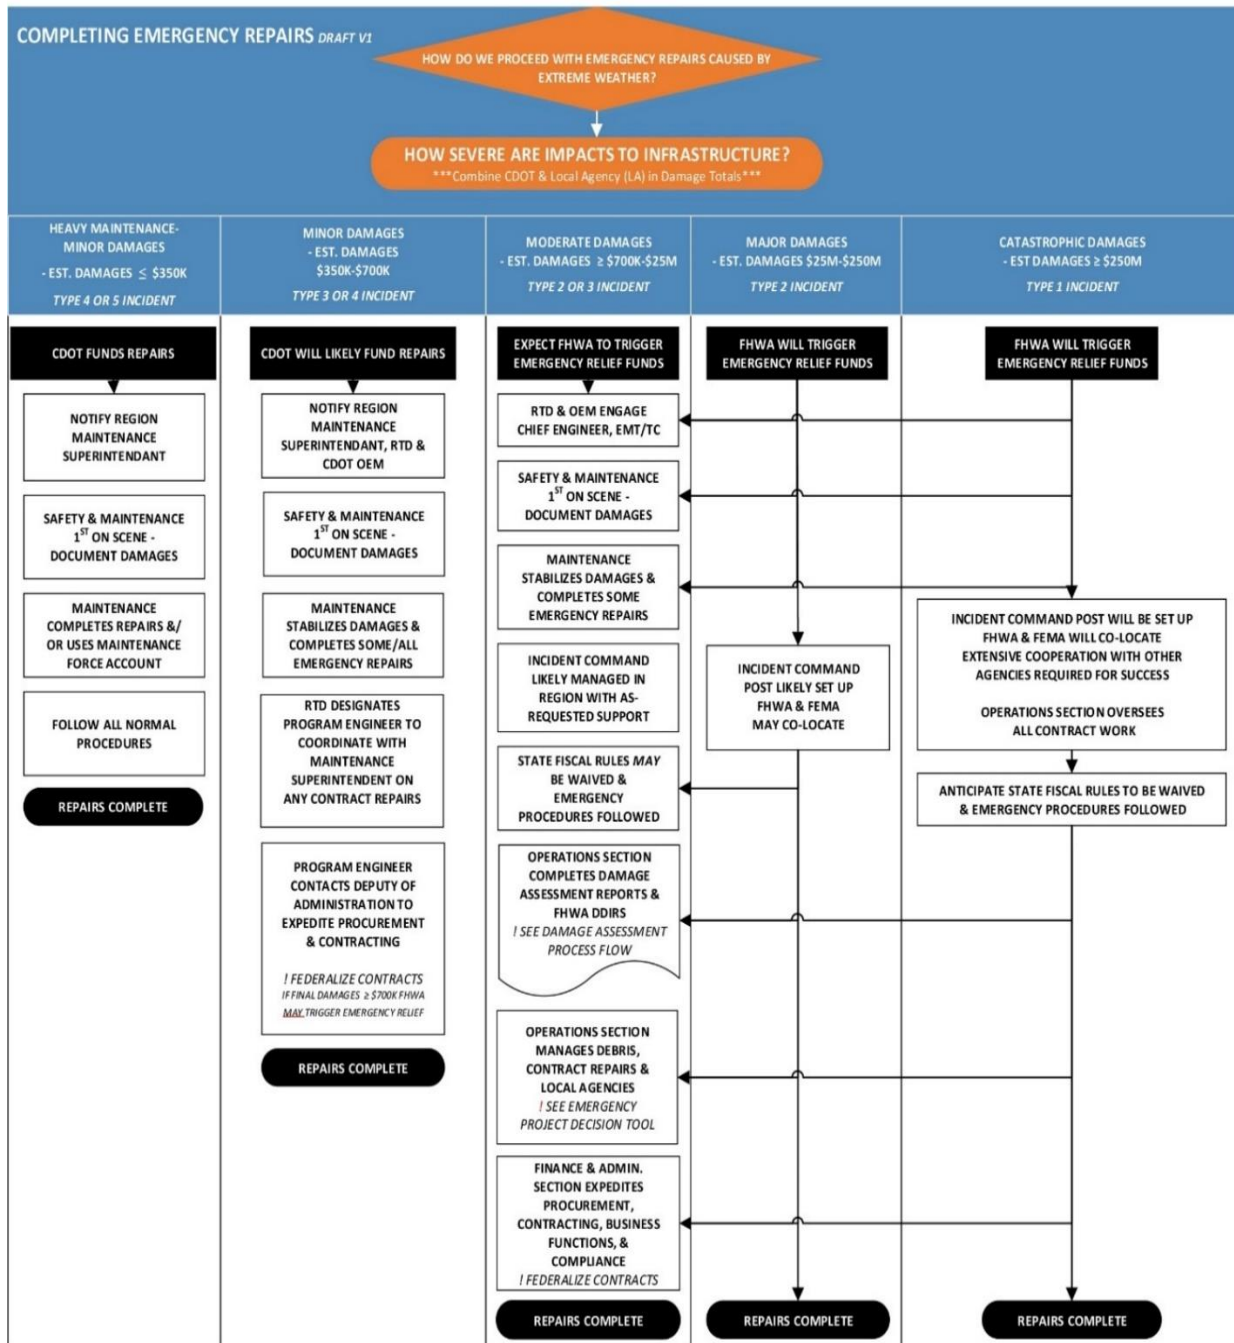 COMPLETING EMERGENCY REPAIRS DRAFT V1
HOW DO WE PROCEED WITH EMERGENCY REPAIRS CAUSED BY
EXTREME WEATHER?
HOW SEVERE ARE IMPACTS TO INFRASTRUCTURE?
***Combine CDOT & Local Agency (LA) in Damage Totals***
HEAVY MAINTENANCE-
MINOR DAMAGES
- EST. DAMAGES ≤ $350K
TYPE 4 OR 5 INCIDENT
MINOR DAMAGES
- EST. DAMAGES
$350K-$700K
TYPE 3 OR 4 INCIDENT
MODERATE DAMAGES
- EST. DAMAGES ≥ $700K-$25M
TYPE 2 OR 3 INCIDENT
MAJOR DAMAGES
- EST. DAMAGES $25M-$250M
TYPE 2 INCIDENT
CATASTROPHIC DAMAGES
- EST DAMAGES ≥ $250M
TYPE 1 INCIDENT
CDOT FUNDS REPAIRS
NOTIFY REGION
MAINTENANCE
SUPERINTENDANT
SAFETY & MAINTENANCE
1ST ON SCENE -
DOCUMENT DAMAGES
MAINTENANCE
COMPLETES REPAIRS &/
OR USES MAINTENANCE
FORCE ACCOUNT
FOLLOW ALL NORMAL
PROCEDURES
REPAIRS COMPLETE
CDOT WILL LIKELY FUND REPAIRS
NOTIFY REGION
MAINTENANCE
SUPERINTENDANT, RTD &
CDOT OEM
SAFETY & MAINTENANCE
1ST ON SCENE -
DOCUMENT DAMAGES
MAINTENANCE
STABILIZES DAMAGES &
COMPLETES SOME/ALL
EMERGENCY REPAIRS
RTD DESIGNATES
PROGRAM ENGINEER TO
COORDINATE WITH
MAINTENANCE
SUPERINTENDENT ON
ANY CONTRACT REPAIRS
PROGRAM ENGINEER
CONTACTS DEPUTY OF
ADMINISTRATION TO
EXPEDITE PROCUREMENT
& CONTRACTING
! FEDERALIZE CONTRACTS
IF FINAL DAMAGES ≥ $700K FHWA
MAY TRIGGER EMERGENCY RELIEF
REPAIRS COMPLETE
EXPECT FHWA TO TRIGGER
EMERGENCY RELIEF FUNDS
RTD & OEM ENGAGE
CHIEF ENGINEER, EMT/TC
SAFETY & MAINTENANCE
1ST ON SCENE -
DOCUMENT DAMAGES
MAINTENANCE
STABILIZES DAMAGES &
COMPLETES SOME
EMERGENCY REPAIRS
INCIDENT COMMAND
LIKELY MANAGED IN
REGION WITH AS-
REQUESTED SUPPORT
STATE FISCAL RULES MAY
BE WAIVED &
EMERGENCY
PROCEDURES FOLLOWED
OPERATIONS SECTION
COMPLETES DAMAGE
ASSESSMENT REPORTS &
FHWA DDIRS
! SEE DAMAGE ASSESSMENT
PROCESS FLOW
OPERATIONS SECTION
MANAGES DEBRIS,
CONTRACT REPAIRS &
LOCAL AGENCIES
! SEE EMERGENCY
PROJECT DECISION TOOL
FINANCE & ADMIN.
SECTION EXPEDITES
PROCUREMENT,
CONTRACTING, BUSINESS
FUNCTIONS, &
COMPLIANCE
! FEDERALIZE CONTRACTS
REPAIRS COMPLETE
FHWA WILL TRIGGER
EMERGENCY RELIEF FUNDS
INCIDENT COMMAND
POST LIKELY SET UP
FHWA & FEMA
MAY CO-LOCATE
REPAIRS COMPLETE
FHWA WILL TRIGGER
EMERGENCY RELIEF FUNDS
INCIDENT COMMAND POST WILL BE SET UP
FHWA & FEMA WILL CO-LOCATE
EXTENSIVE COOPERATION WITH OTHER
AGENCIES REQUIRED FOR SUCCESS
OPERATIONS SECTION OVERSEES
ALL CONTRACT WORK
ANTICIPATE STATE FISCAL RULES TO BE WAIVED
& EMERGENCY PROCEDURES FOLLOWED
REPAIRS COMPLETE